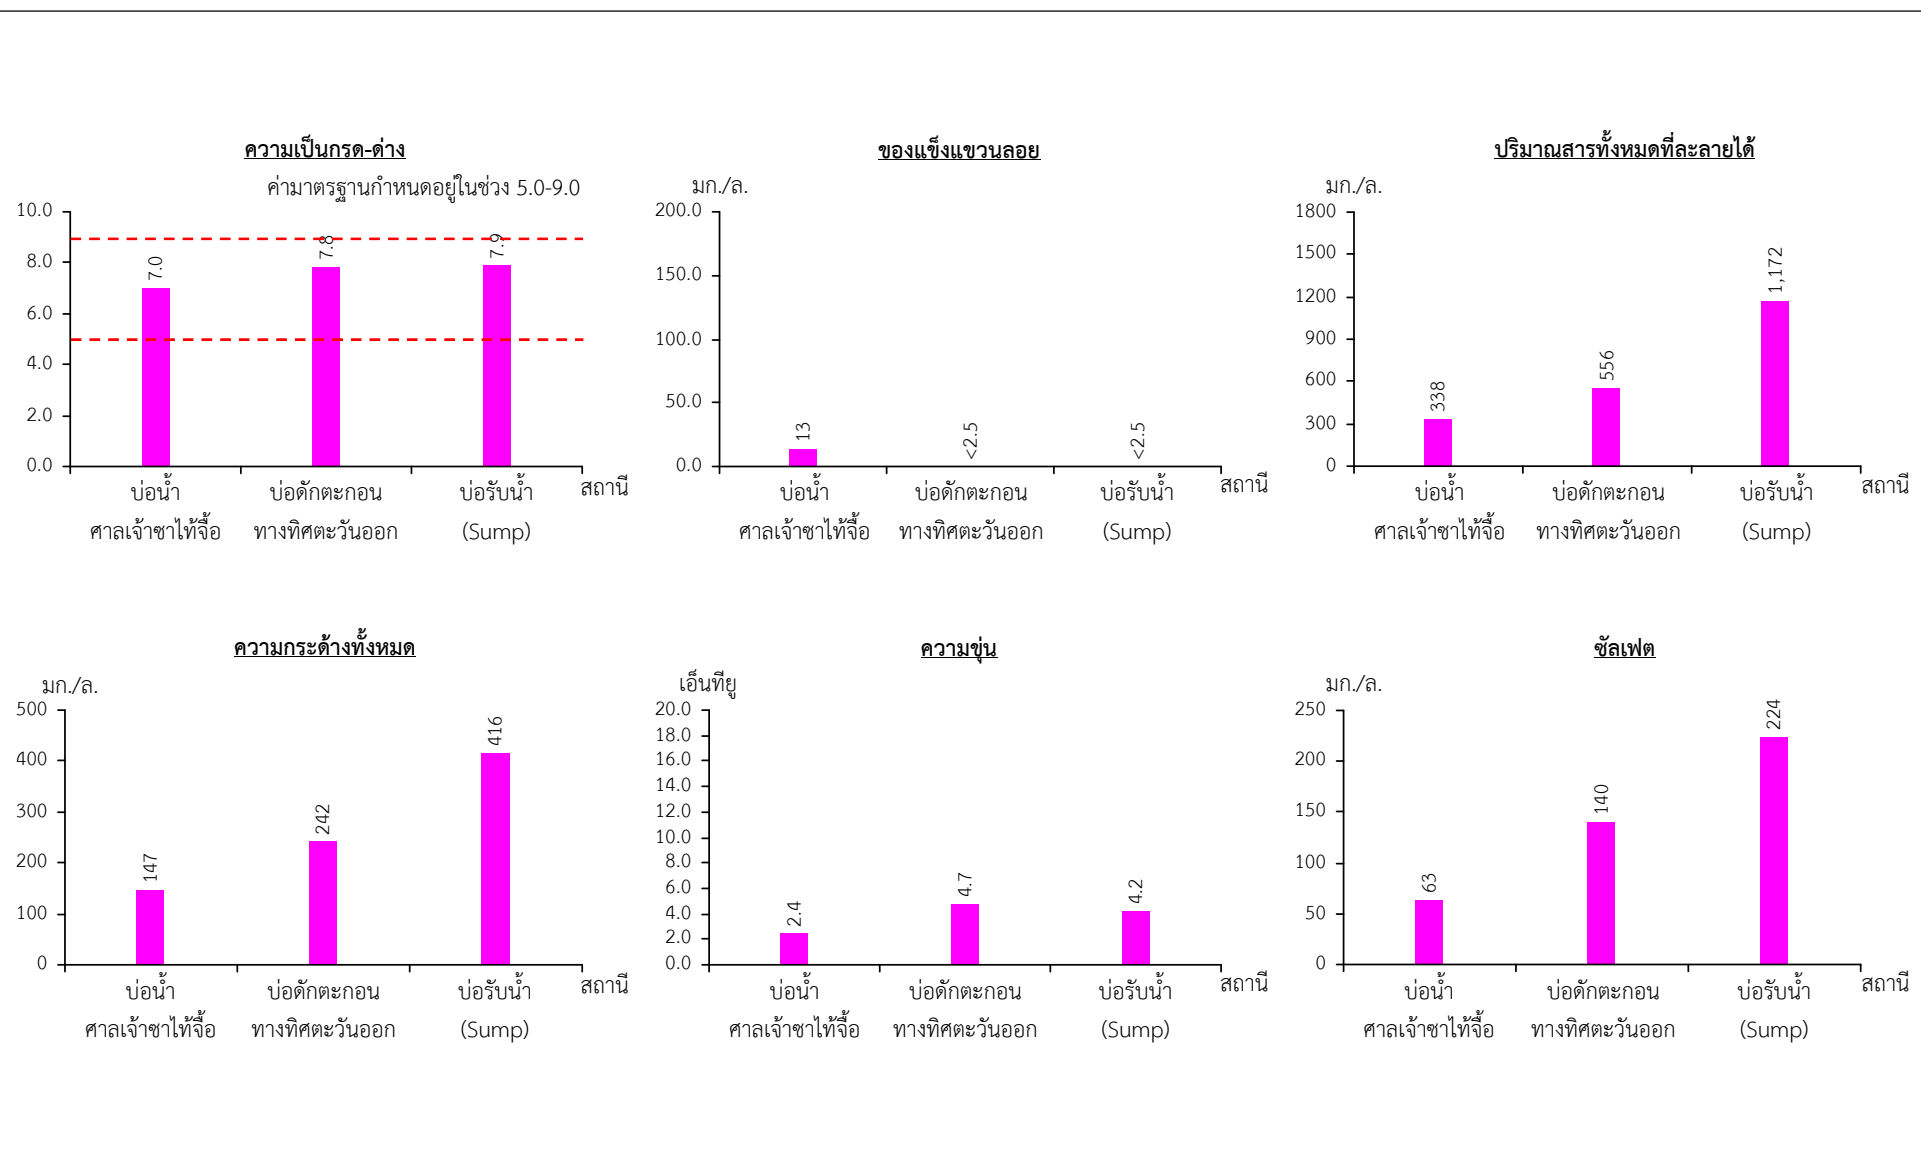 ความเป็นกรด-ด่าง
ค่ามาตรฐานกำหนดอยู่ในช่วง 5.0-9.0
10.0
8.0
6.0
4.0
2.0
0.0
7.0
7.8
7.9
บ่อน้ำ บ่อดักตะกอน บ่อรับน้ำ สถานี
ศาลเจ้าซาไท้จื้อ ทางทิศตะวันออก (Sump)
ของแข็งแขวนลอย
มก./ล.
200.0
150.0
100.0
50.0
0.0
13
<2.5
<2.5
บ่อน้ำ บ่อดักตะกอน บ่อรับน้ำ สถานี
ศาลเจ้าซาไท้จื้อ ทางทิศตะวันออก (Sump)
ปริมาณสารทั้งหมดที่ละลายได้
มก./ล.
1800
1500
1200
900
600
300
0
338
556
1,172
บ่อน้ำ บ่อดักตะกอน บ่อรับน้ำ สถานี
ศาลเจ้าซาไท้จื้อ ทางทิศตะวันออก (Sump)
ความกระด้างทั้งหมด
มก./ล.
500
400
300
200
100
0
147
242
416
บ่อน้ำ บ่อดักตะกอน บ่อรับน้ำ สถานี
ศาลเจ้าซาไท้จื้อ ทางทิศตะวันออก (Sump)
ความขุ่น
เอ็นทียู
20.0
18.0
16.0
14.0
12.0
10.0
8.0
6.0
4.0
2.0
0.0
2.4
4.7
4.2
บ่อน้ำ บ่อดักตะกอน บ่อรับน้ำ สถานี
ศาลเจ้าซาไท้จื้อ ทางทิศตะวันออก (Sump)
ซัลเฟต
มก./ล.
250
200
150
100
50
0
63
140
224
บ่อน้ำ บ่อดักตะกอน บ่อรับน้ำ สถานี
ศาลเจ้าซาไท้จื้อ ทางทิศตะวันออก (Sump)